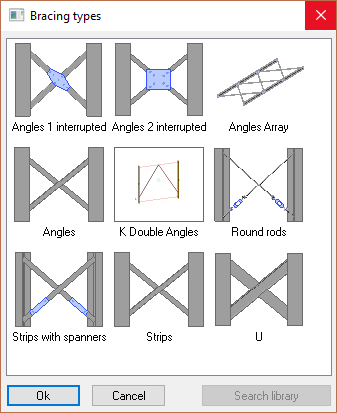 Bracing types
Angles 1 interrupted
Angles 2 interrupted
Angles Array
Angles
K Double Angles
Round rods
Strips with spanners
Strips
U
Ok
Cancel
Search library